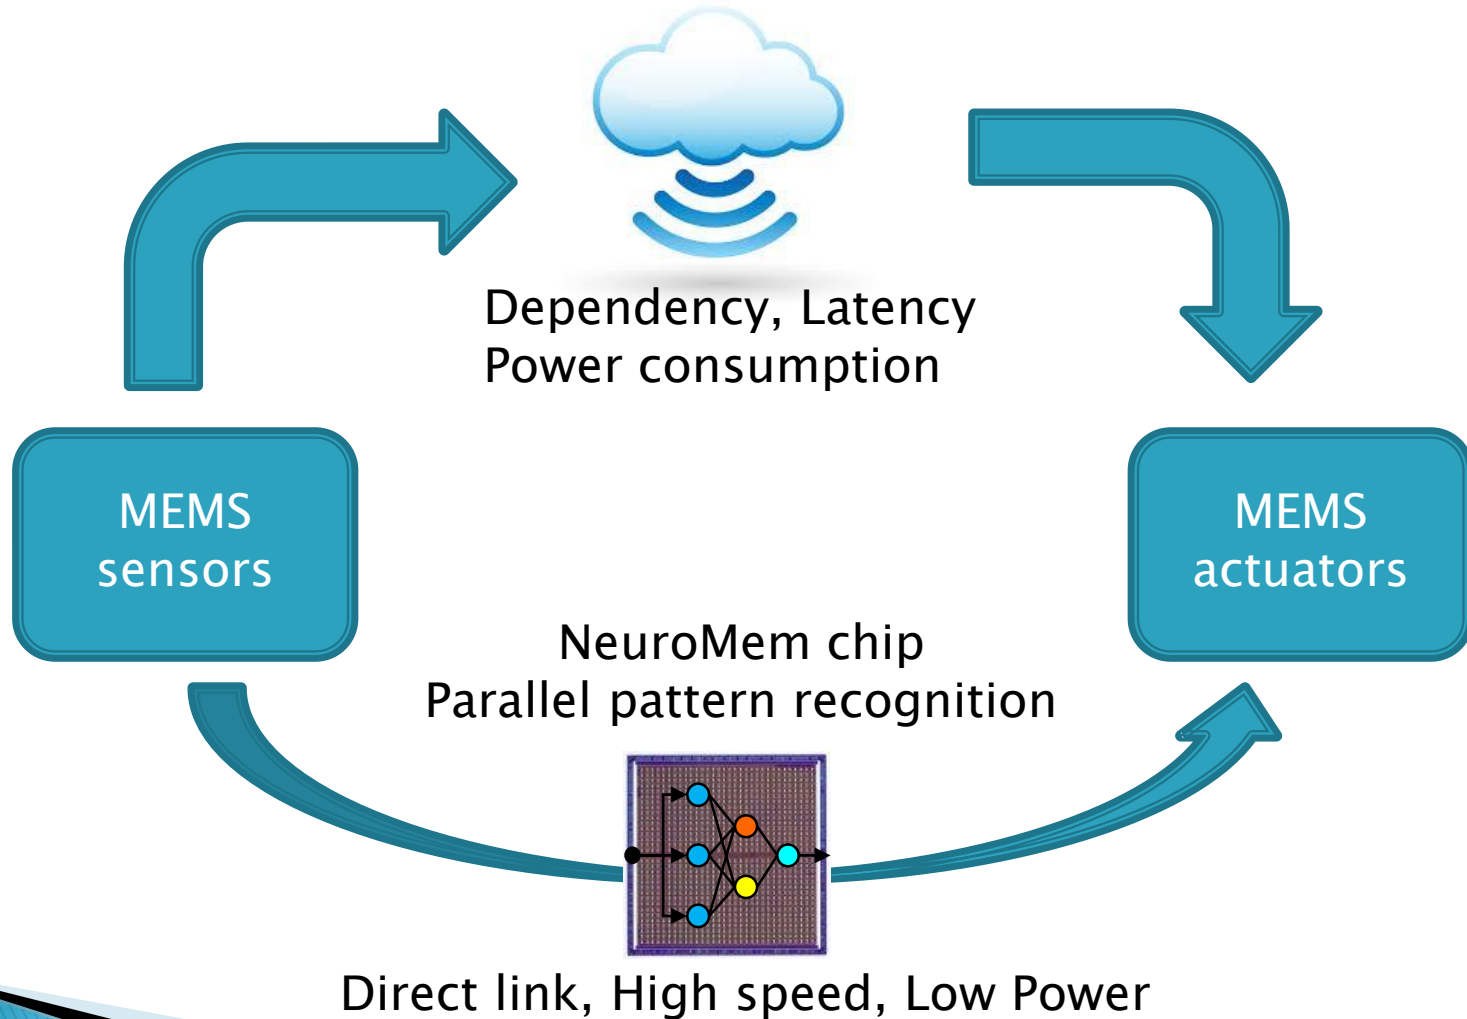 Dependency, Latency
Power consumption
MEMS
sensors
MEMS
actuators
NeuroMem chip
Parallel pattern recognition
Direct link, High speed, Low Power